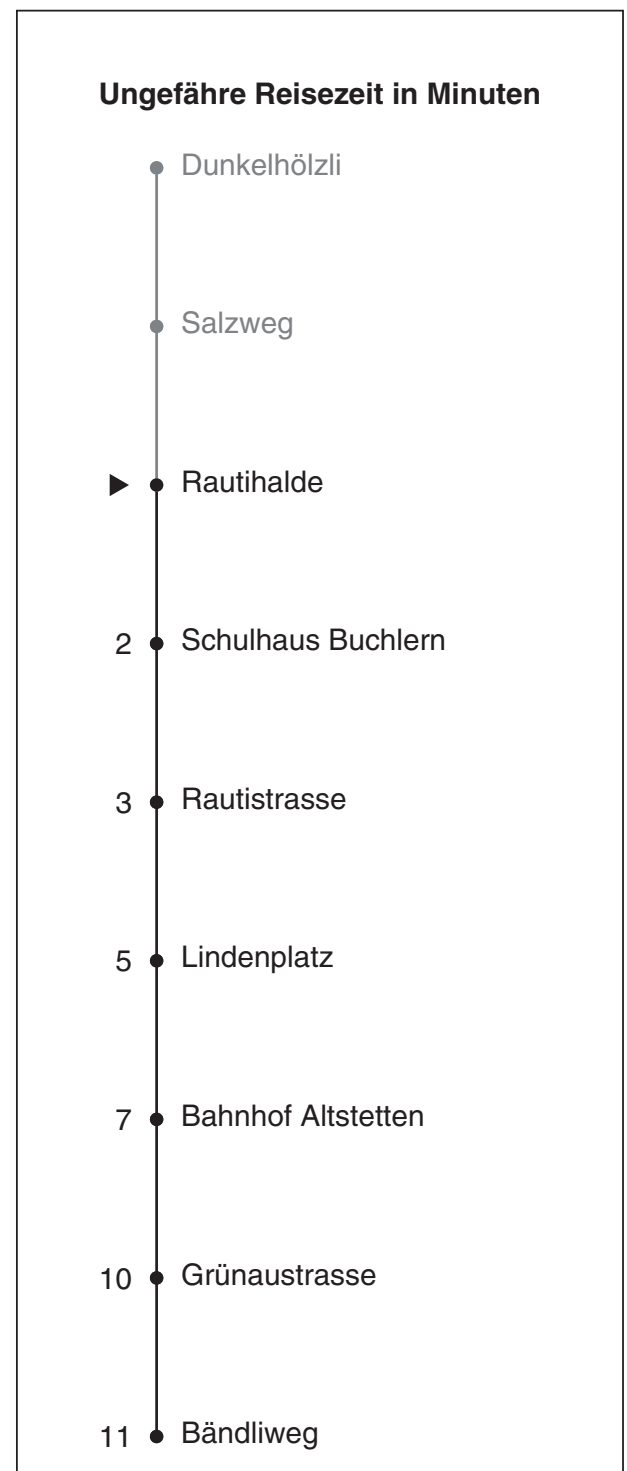 Ungefähre Reisezeit in Minuten
Dunkelhölzli
Salzweg
Rautihalde
2 Schulhaus Buchlern
3 Rautistrasse
5 Lindenplatz
7 Bahnhof Altstetten
10 Grünaustrasse
11 Bändliweg